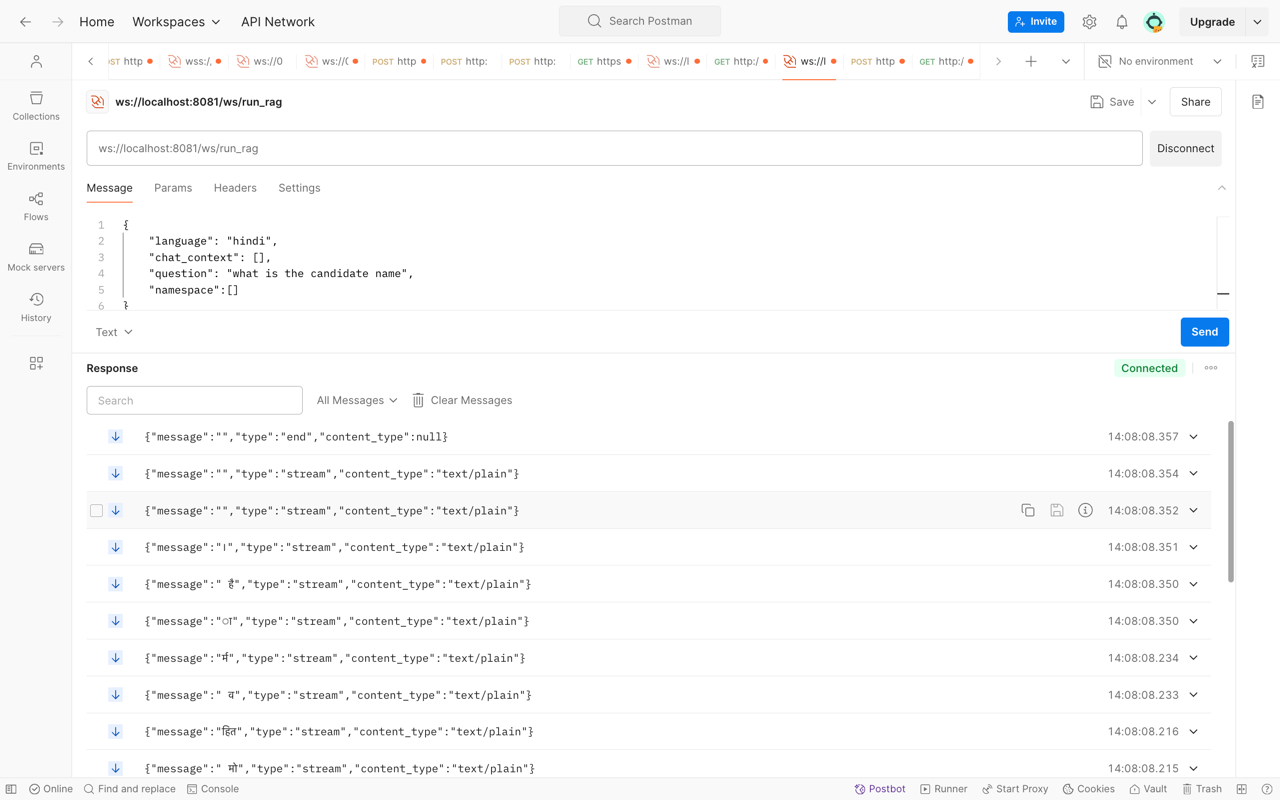 Home Workspaces API Network Search Postman Invite Upgrade
OST http wss:/, ws://0 ws://( POST http POST http: POST http: GET https ws://l GET http:/ ws://l POST http GET http:/ No environment
ws://localhost:8081/ws/run_rag Save Share
ws://localhost:8081/ws/run_rag Disconnect
Message Params Headers Settings
1 {
2 "language": "hindi",
3 "chat_context": [],
4 "question": "what is the candidate name",
5 "namespace":[]
6 }
Text Send
Response Connected
Search All Messages Clear Messages
{"message":"","type":"end","content_type":null} 14:08:08.357
{"message":"","type":"stream","content_type":"text/plain"} 14:08:08.354
{"message":"","type":"stream","content_type":"text/plain"} 14:08:08.352
{"message":"।","type":"stream","content_type":"text/plain"} 14:08:08.351
{"message":" है","type":"stream","content_type":"text/plain"} 14:08:08.350
{"message":"ा","type":"stream","content_type":"text/plain"} 14:08:08.350
{"message":"र्म","type":"stream","content_type":"text/plain"} 14:08:08.234
{"message":" व","type":"stream","content_type":"text/plain"} 14:08:08.233
{"message":"हित","type":"stream","content_type":"text/plain"} 14:08:08.216
{"message":" मो","type":"stream","content_type":"text/plain"} 14:08:08.215
Collections
Environments
Flows
Mock servers
History
Online Find and replace Console Postbot Runner Start Proxy Cookies Vault Trash